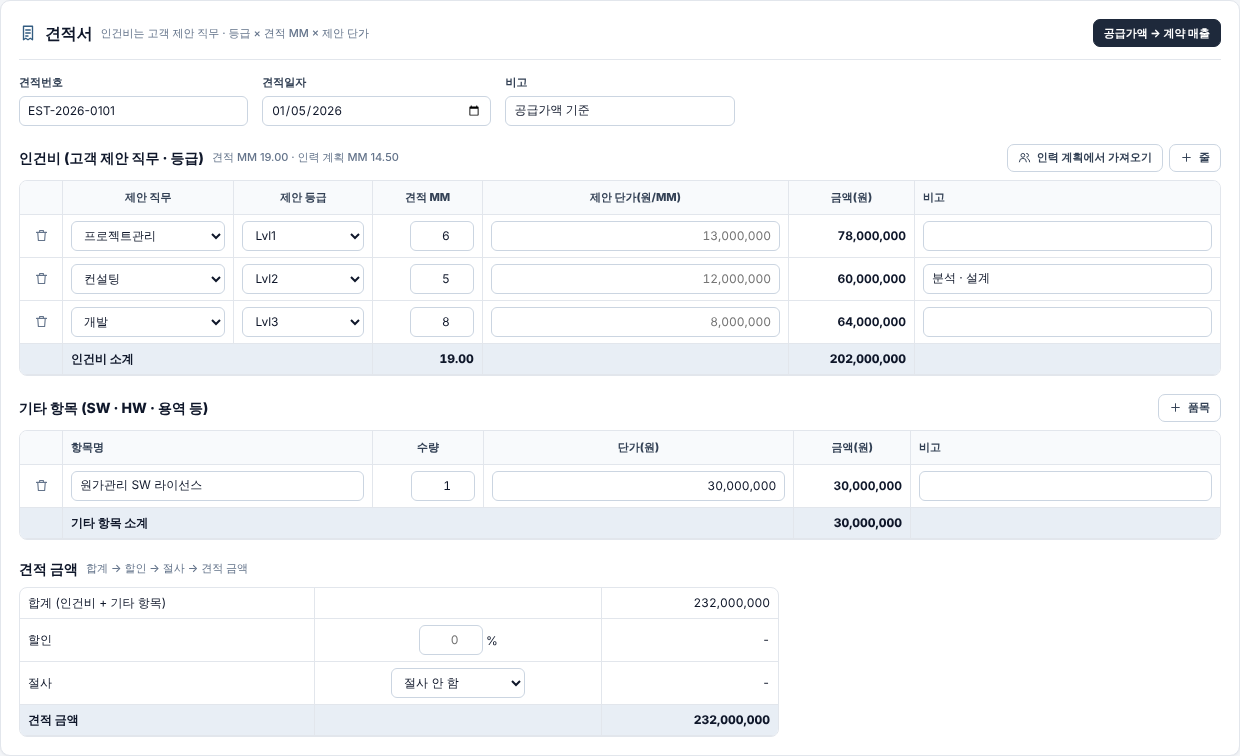 견적서 인건비는 고객 제안 직무 · 등급 × 견적 MM × 제안 단가 공급가액 → 계약 매출
견적번호 견적일자 비고
EST-2026-0101 01/05/2026 공급가액 기준
인건비 (고객 제안 직무 · 등급) 견적 MM 19.00 · 인력 계획 MM 14.50 인력 계획에서 가져오기 + 줄
제안 직무 제안 등급 견적 MM 제안 단가(원/MM) 금액(원) 비고
프로젝트관리 Lvl1 6 13,000,000 78,000,000
컨설팅 Lvl2 5 12,000,000 60,000,000 분석 · 설계
개발 Lvl3 8 8,000,000 64,000,000
인건비 소계 19.00 202,000,000
기타 항목 (SW · HW · 용역 등) + 품목
항목명 수량 단가(원) 금액(원) 비고
원가관리 SW 라이선스 1 30,000,000 30,000,000
기타 항목 소계 30,000,000
견적 금액 합계 → 할인 → 절사 → 견적 금액
합계 (인건비 + 기타 항목) 232,000,000
할인 0 % -
절사 절사 안 함 -
견적 금액 232,000,000